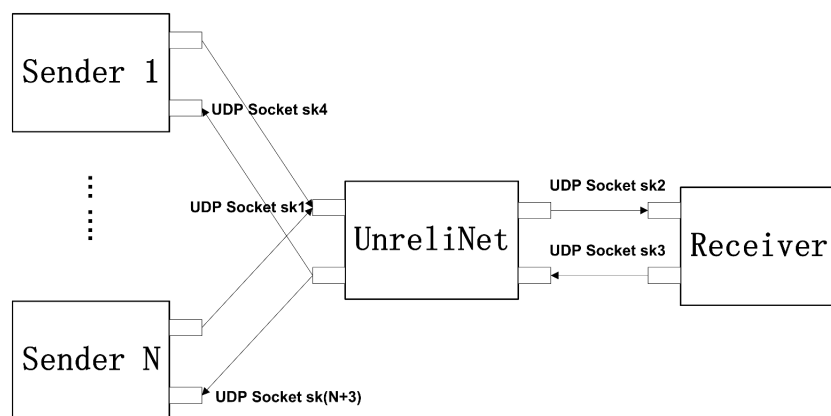 Sender 1
UDP Socket sk4
UDP Socket sk2
UDP Socket sk1
UnreliNet
UDP Socket sk3
Receiver
Sender N
UDP Socket sk(N+3)